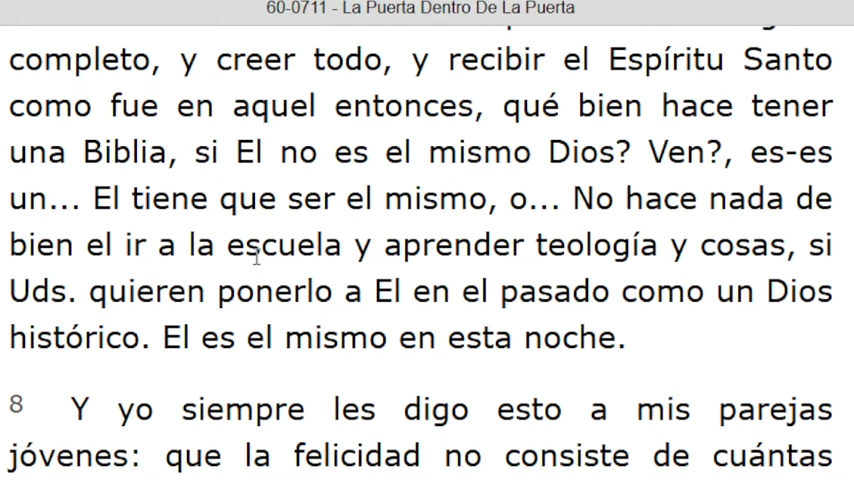 60-0711 - La Puerta Dentro De La Puerta
completo, y creer todo, y recibir el Espíritu Santo
como fue en aquel entonces, qué bien hace tener
una Biblia, si El no es el mismo Dios? Ven?, es-es
un... El tiene que ser el mismo, o... No hace nada de
bien el ir a la escuela y aprender teología y cosas, si
Uds. quieren ponerlo a El en el pasado como un Dios
histórico. El es el mismo en esta noche.
8 Y yo siempre les digo esto a mis parejas
jóvenes: que la felicidad no consiste de cuántas